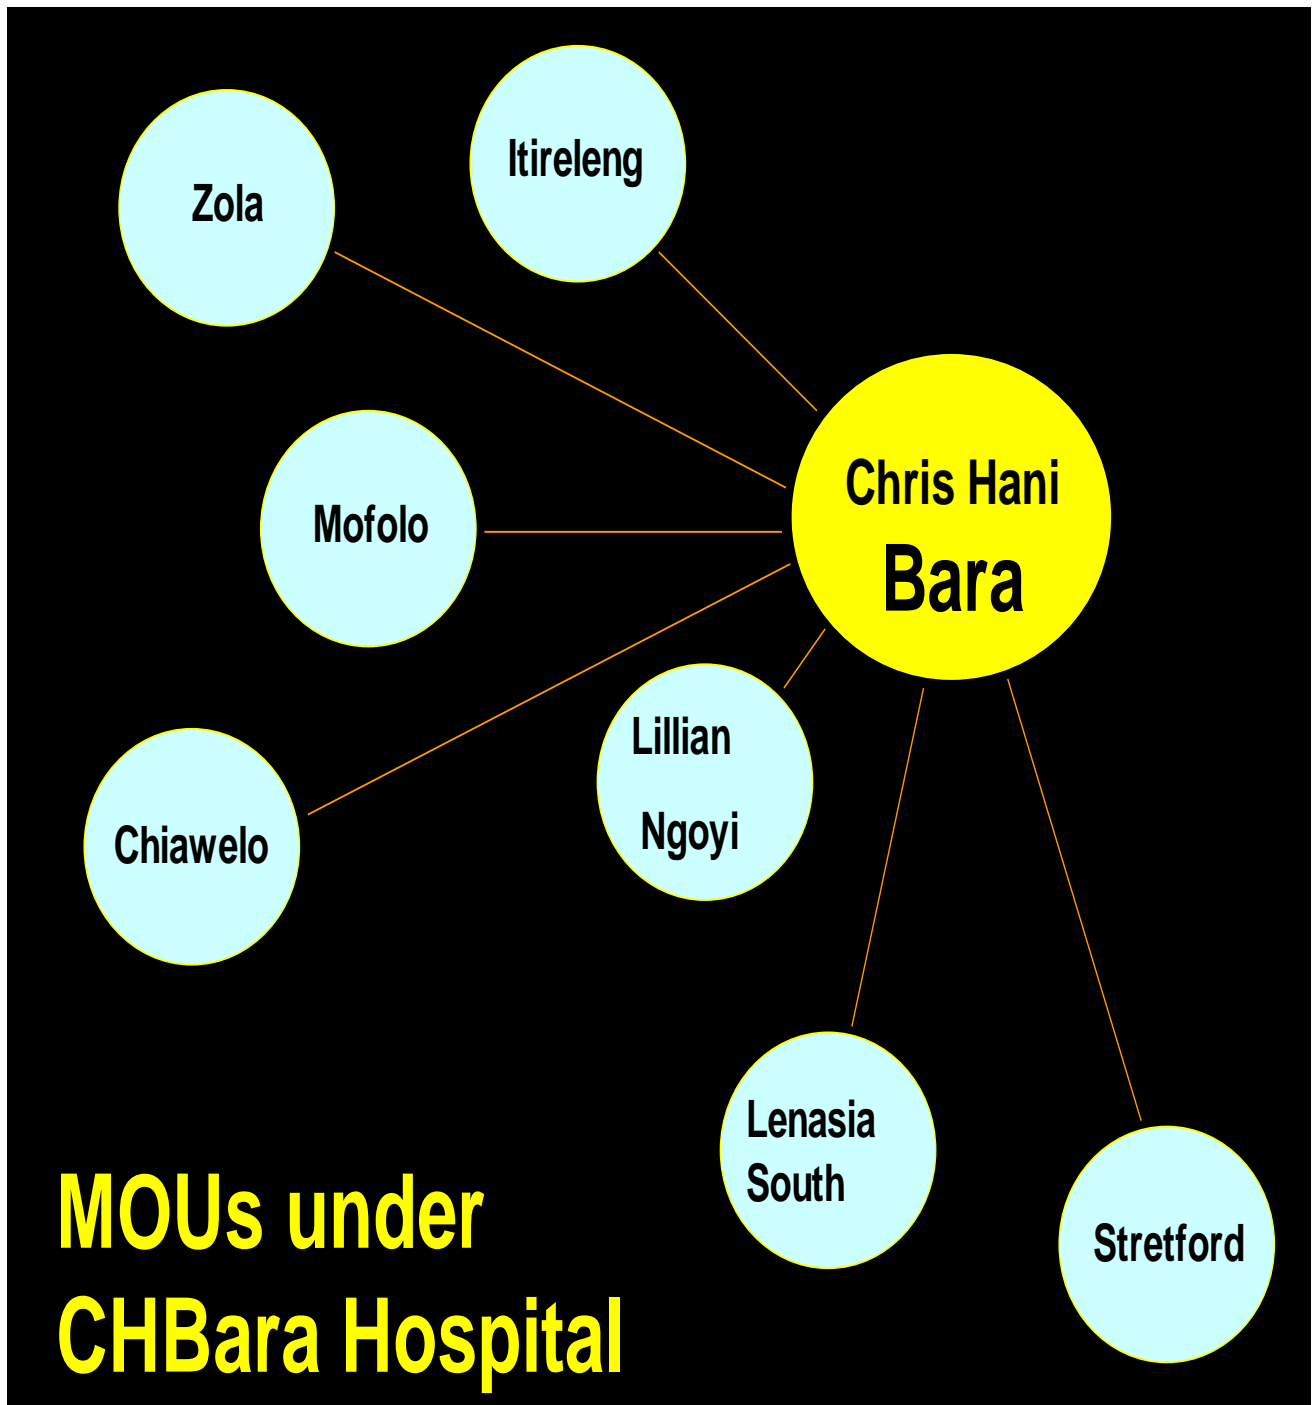 Itireleng
Zola
Chris Hani
Bara
Mofolo
Lillian
Ngoyi
Chiawelo
Lenasia
South
Stretford
MOUs under
CHBara Hospital